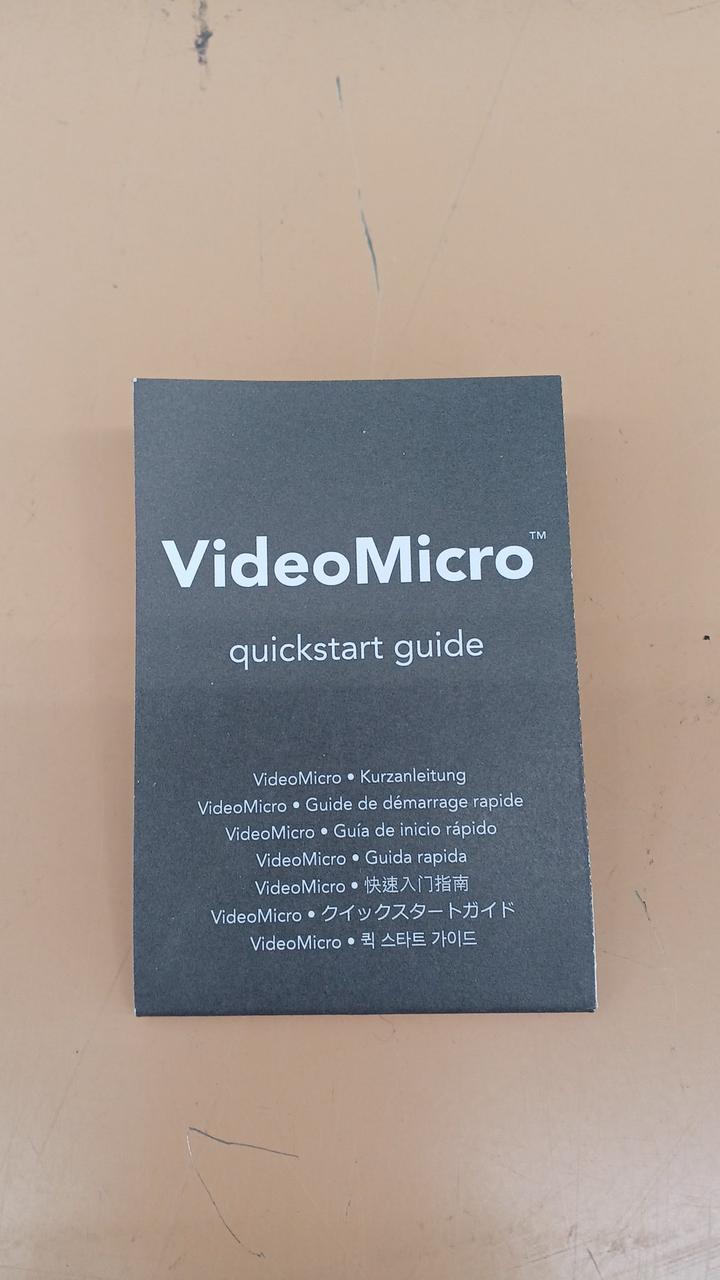 VideoMicro™
quickstart guide
VideoMicro • Kurzanleitung
VideoMicro • Guide de démarrage rapide
VideoMicro • Guía de inicio rápido
VideoMicro • Guida rapida
VideoMicro • 快速入门指南
VideoMicro • クイックスタートガイド
VideoMicro • 퀵 스타트 가이드